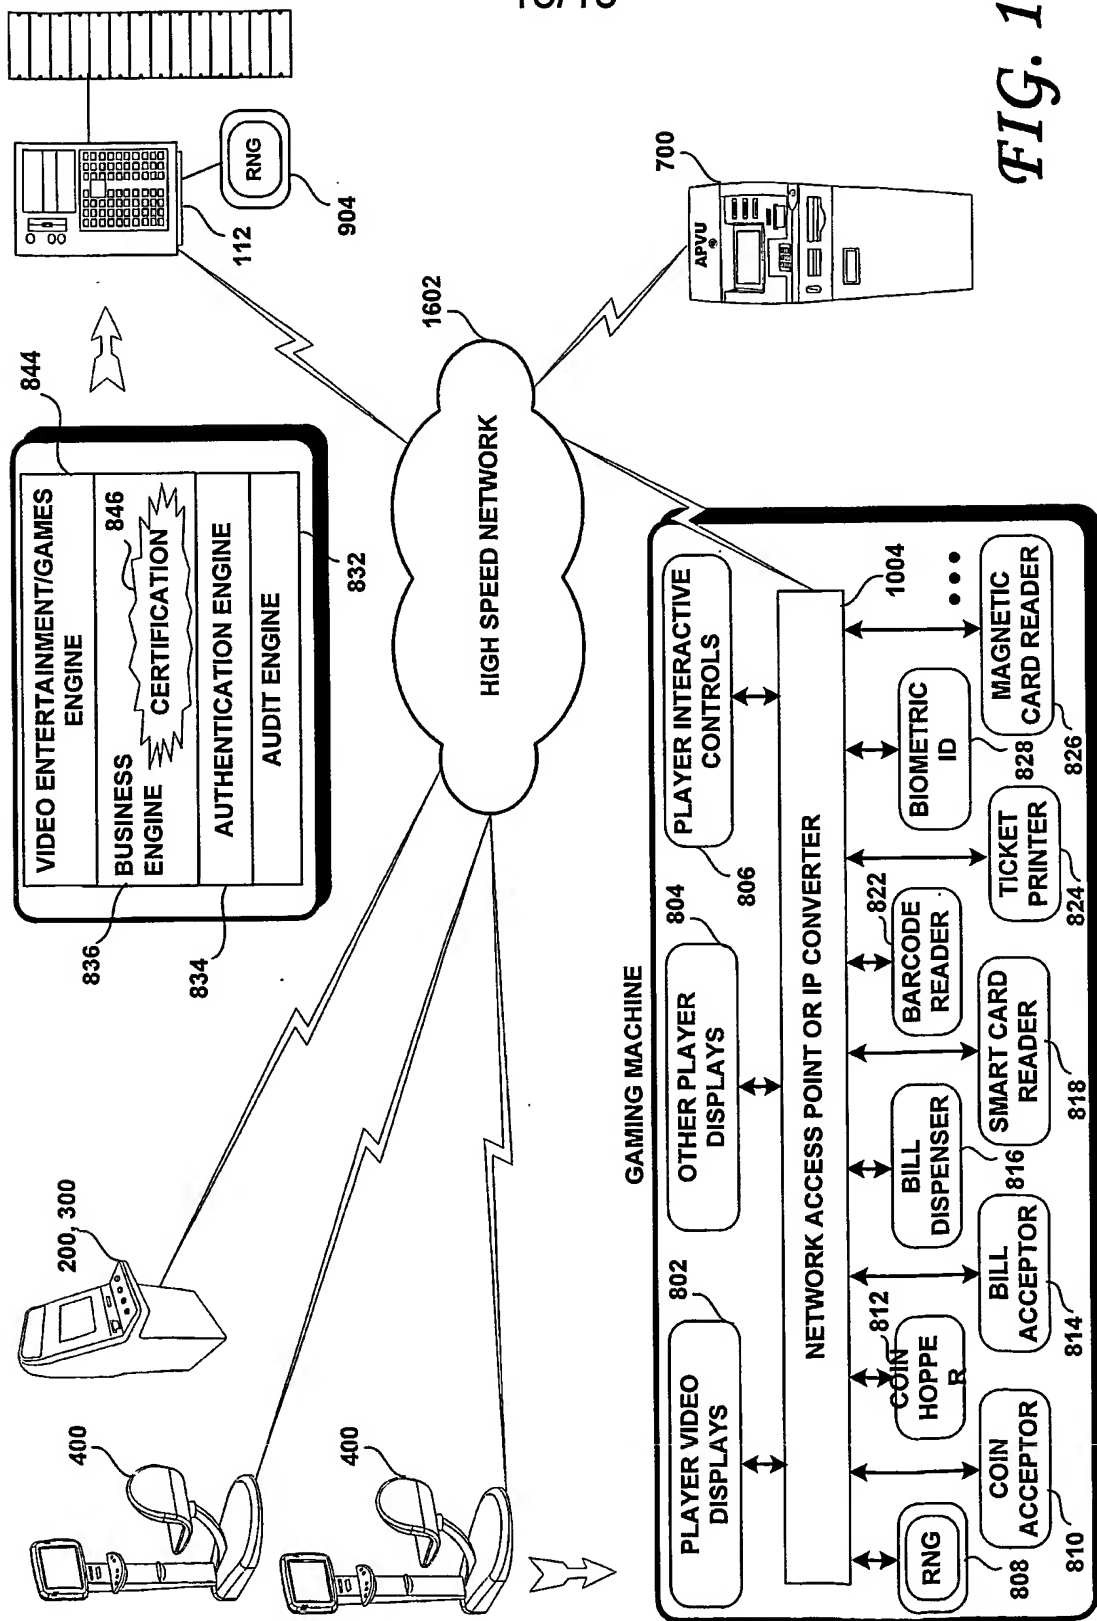 400
400
200, 300
836
834
VIDEO ENTERTAINMENT/GAMES
ENGINE
BUSINESS
ENGINE
CERTIFICATION
846
AUTHENTICATION ENGINE
AUDIT ENGINE
844
832
112
RNG
904
HIGH SPEED NETWORK
1602
APVU
700
GAMING MACHINE
PLAYER VIDEO
DISPLAYS
802
OTHER PLAYER
DISPLAYS
804
PLAYER INTERACTIVE
CONTROLS
806
NETWORK ACCESS POINT OR IP CONVERTER
1004
RNG
808
COIN
ACCEPTOR
810
COIN
HOPPE
R
812
BILL
ACCEPTOR
814
BILL
DISPENSER
816
SMART CARD
READER
818
BARCODE
READER
822
TICKET
PRINTER
824
BIOMETRIC
ID
828
MAGNETIC
CARD READER
826
FIG. 1